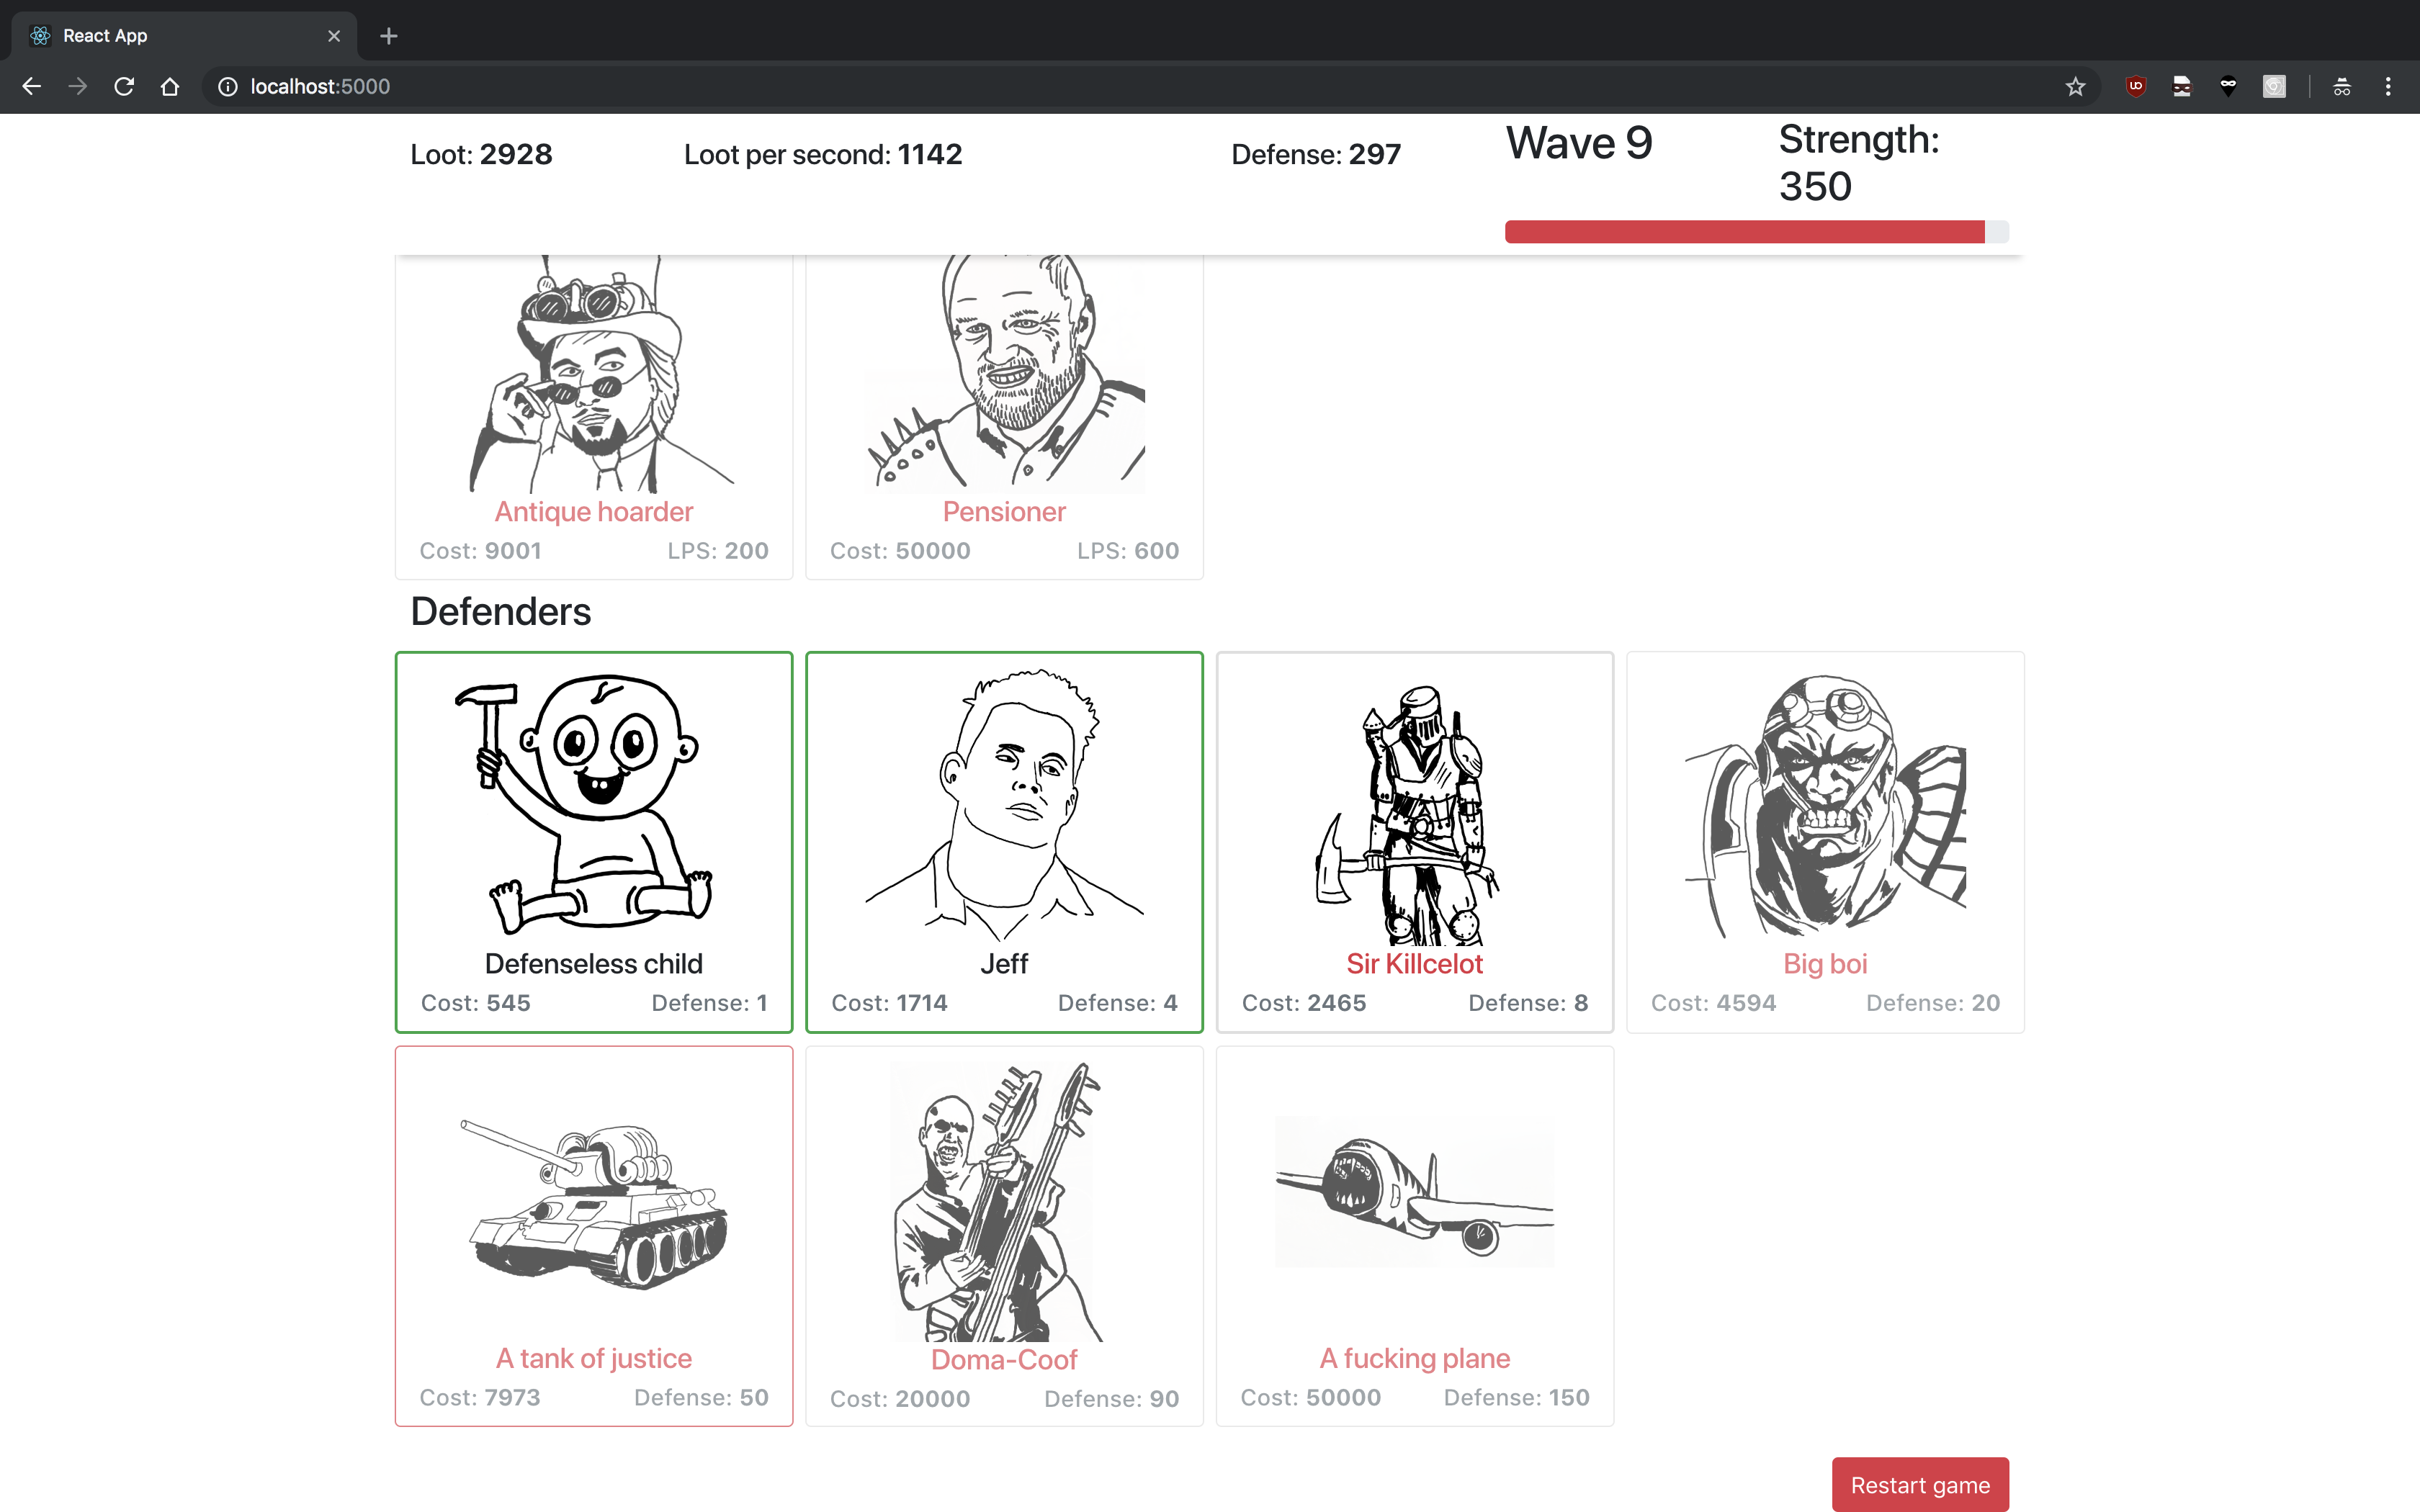 React App
localhost:5000
Loot: 2928 Loot per second: 1142 Defense: 297 Wave 9 Strength:
350
Antique hoarder
Cost: 9001 LPS: 200
Pensioner
Cost: 50000 LPS: 600
Defenders
Defenseless child
Cost: 545 Defense: 1
Jeff
Cost: 1714 Defense: 4
Sir Killcelot
Cost: 2465 Defense: 8
Big boi
Cost: 4594 Defense: 20
A tank of justice
Cost: 7973 Defense: 50
Doma-Coof
Cost: 20000 Defense: 90
A fucking plane
Cost: 50000 Defense: 150
Restart game